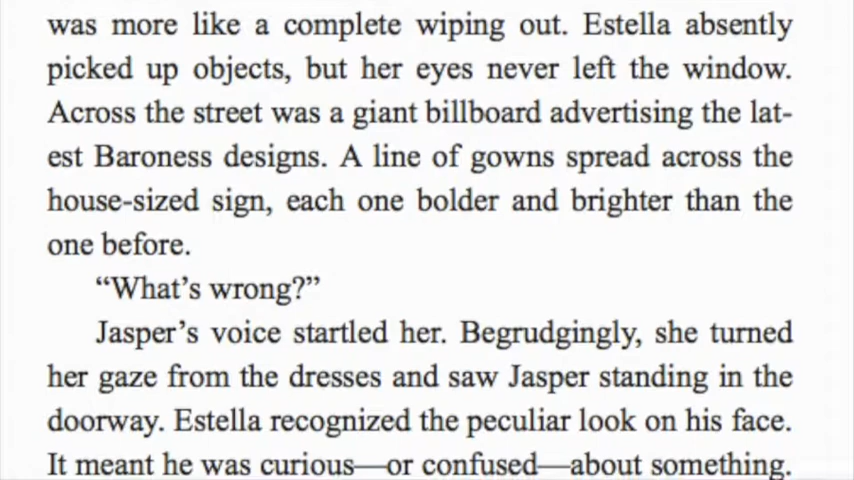 was more like a complete wiping out. Estella absently
picked up objects, but her eyes never left the window.
Across the street was a giant billboard advertising the lat-
est Baroness designs. A line of gowns spread across the
house-sized sign, each one bolder and brighter than the
one before.
“What’s wrong?”
Jasper’s voice startled her. Begrudgingly, she turned
her gaze from the dresses and saw Jasper standing in the
doorway. Estella recognized the peculiar look on his face.
It meant he was curious—or confused—about something.